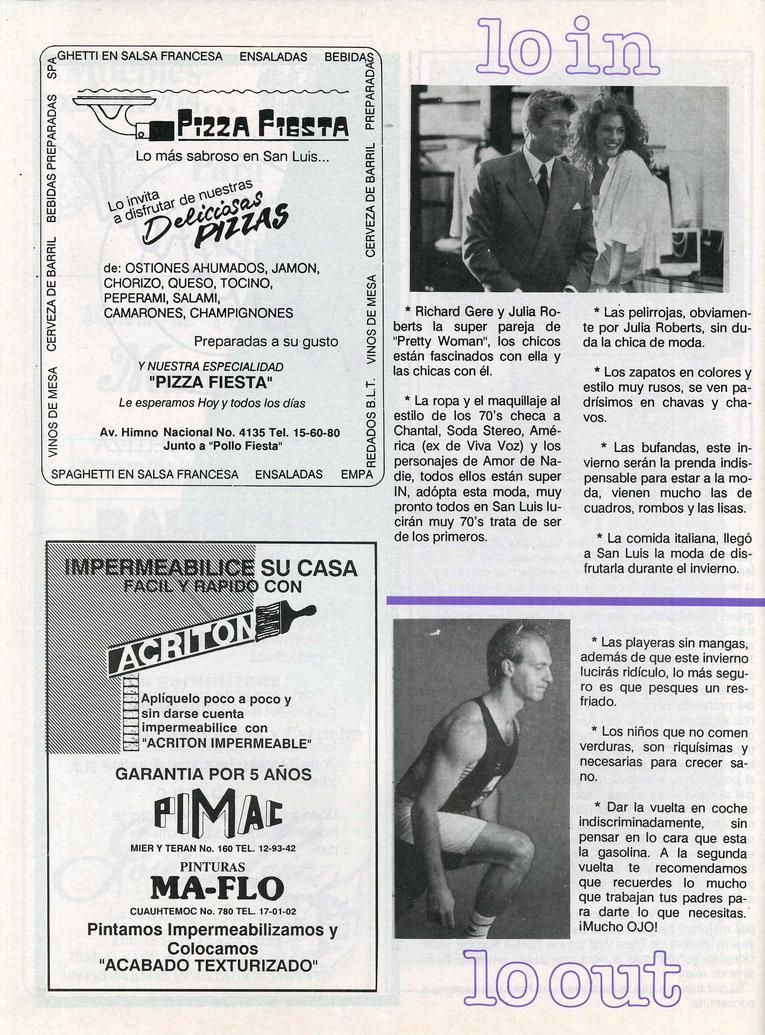 SPA
GHETTI EN SALSA FRANCESA ENSALADAS BEBIDAS
PREPARADAS
CERVEZA DE BARRIL
VINOS DE MESA
REDADOS B.L.T.
BEBIDAS PREPARADAS
CERVEZA DE BARRIL
VINOS DE MESA
PIZZA FIESTA
Lo más sabroso en San Luis...
Lo invita
a disfrutar de nuestras
Deliciosas
PIZZAS
de: OSTIONES AHUMADOS, JAMON,
CHORIZO, QUESO, TOCINO,
PEPERAMI, SALAMI,
CAMARONES, CHAMPIGNONES
Preparadas a su gusto
Y NUESTRA ESPECIALIDAD
"PIZZA FIESTA"
Le esperamos Hoy y todos los días
Av. Himno Nacional No. 4135 Tel. 15-60-80
Junto a "Pollo Fiesta"
SPAGHETTI EN SALSA FRANCESA ENSALADAS EMPA
IMPERMEABILICE SU CASA
FACIL Y RAPIDO CON
ACRITON
Aplíquelo poco a poco y
sin darse cuenta
impermeabilice con
"ACRITON IMPERMEABLE"
GARANTIA POR 5 AÑOS
PIMAC
MIER Y TERAN No. 160 TEL. 12-93-42
PINTURAS
MA-FLO
CUAUHTEMOC No. 780 TEL. 17-01-02
Pintamos Impermeabilizamos y
Colocamos
"ACABADO TEXTURIZADO"
lo in
* Richard Gere y Julia Ro-
berts la super pareja de
"Pretty Woman", los chicos
están fascinados con ella y
las chicas con él.
* La ropa y el maquillaje al
estilo de los 70's checa a
Chantal, Soda Stereo, Amé-
rica (ex de Viva Voz) y los
personajes de Amor de Na-
die, todos ellos están super
IN, adópta esta moda, muy
pronto todos en San Luis lu-
cirán muy 70's trata de ser
de los primeros.
* Las pelirrojas, obviamen-
te por Julia Roberts, sin du-
da la chica de moda.
* Los zapatos en colores y
estilo muy rusos, se ven pa-
drísimos en chavas y cha-
vos.
* Las bufandas, este in-
vierno serán la prenda indis-
pensable para estar a la mo-
da, vienen mucho las de
cuadros, rombos y las lisas.
* La comida italiana, llegó
a San Luis la moda de dis-
frutarla durante el invierno.
* Las playeras sin mangas,
además de que este invierno
lucirás ridículo, lo más segu-
ro es que pesques un res-
friado.
* Los niños que no comen
verduras, son riquísimas y
necesarias para crecer sa-
no.
* Dar la vuelta en coche
indiscriminadamente, sin
pensar en lo cara que esta
la gasolina. A la segunda
vuelta te recomendamos
que recuerdes lo mucho
que trabajan tus padres pa-
ra darte lo que necesitas.
¡Mucho OJO!
lo out